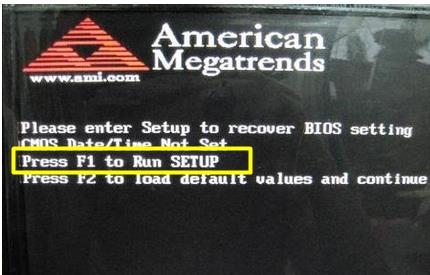 American
Megatrends
www.ami.com
Please enter Setup to recover BIOS setting
CMOS Date/Time Not Set
Press F1 to Run SETUP
Press F2 to load default values and continue